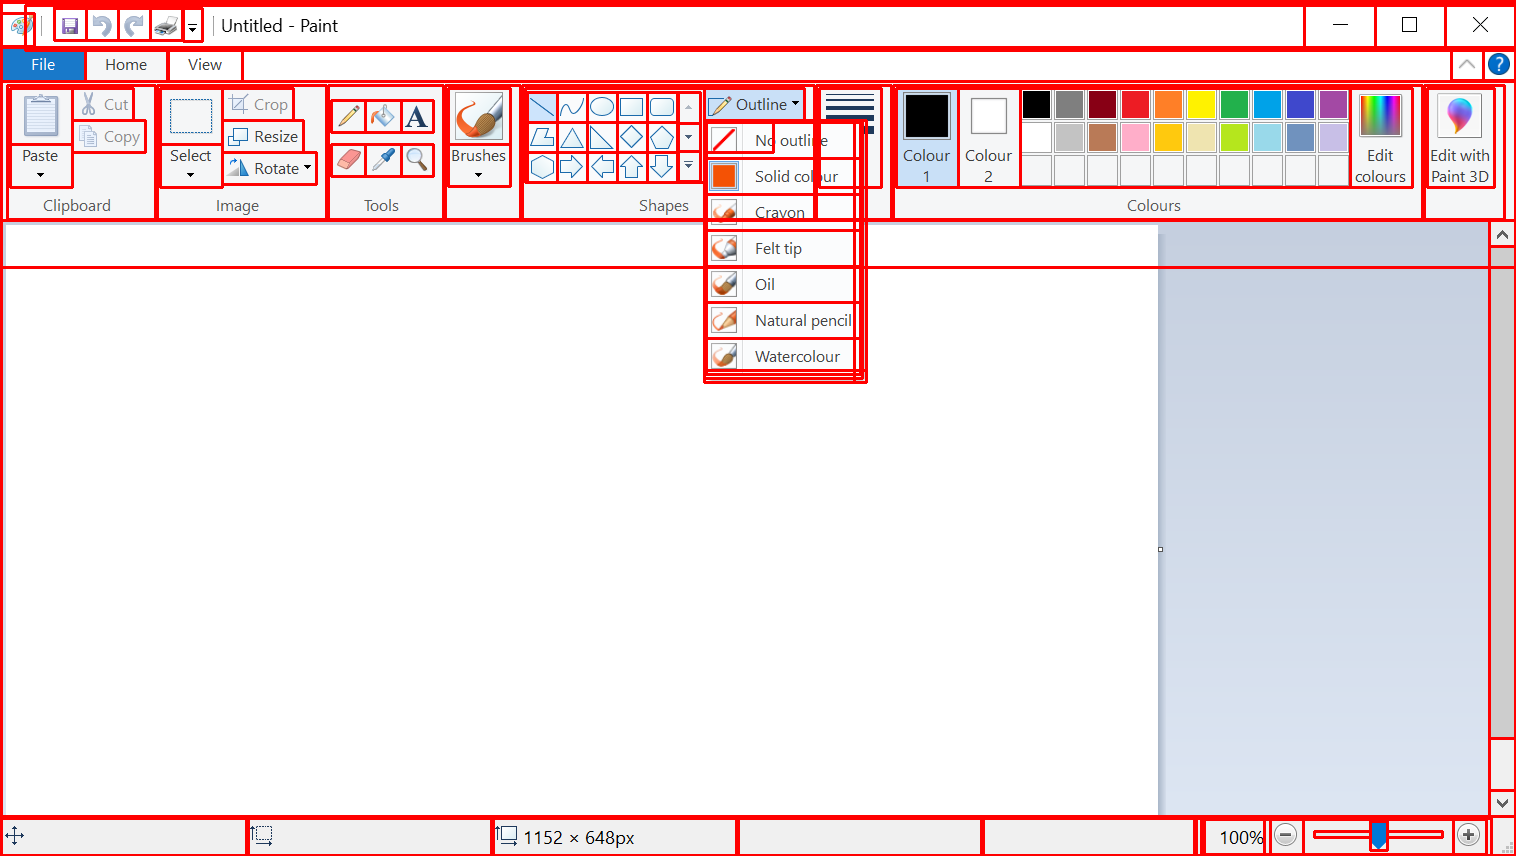 Untitled - Paint
File
Home
View
?
Paste
Cut
Copy
Clipboard
Select
Crop
Resize
Rotate
Image
A
Tools
Brushes
Shapes
Outline
No outline
Solid colour
Crayon
Felt tip
Oil
Natural pencil
Watercolour
Colour
1
Colour
2
Edit
colours
Colours
Edit with
Paint 3D
1152 × 648px
100%